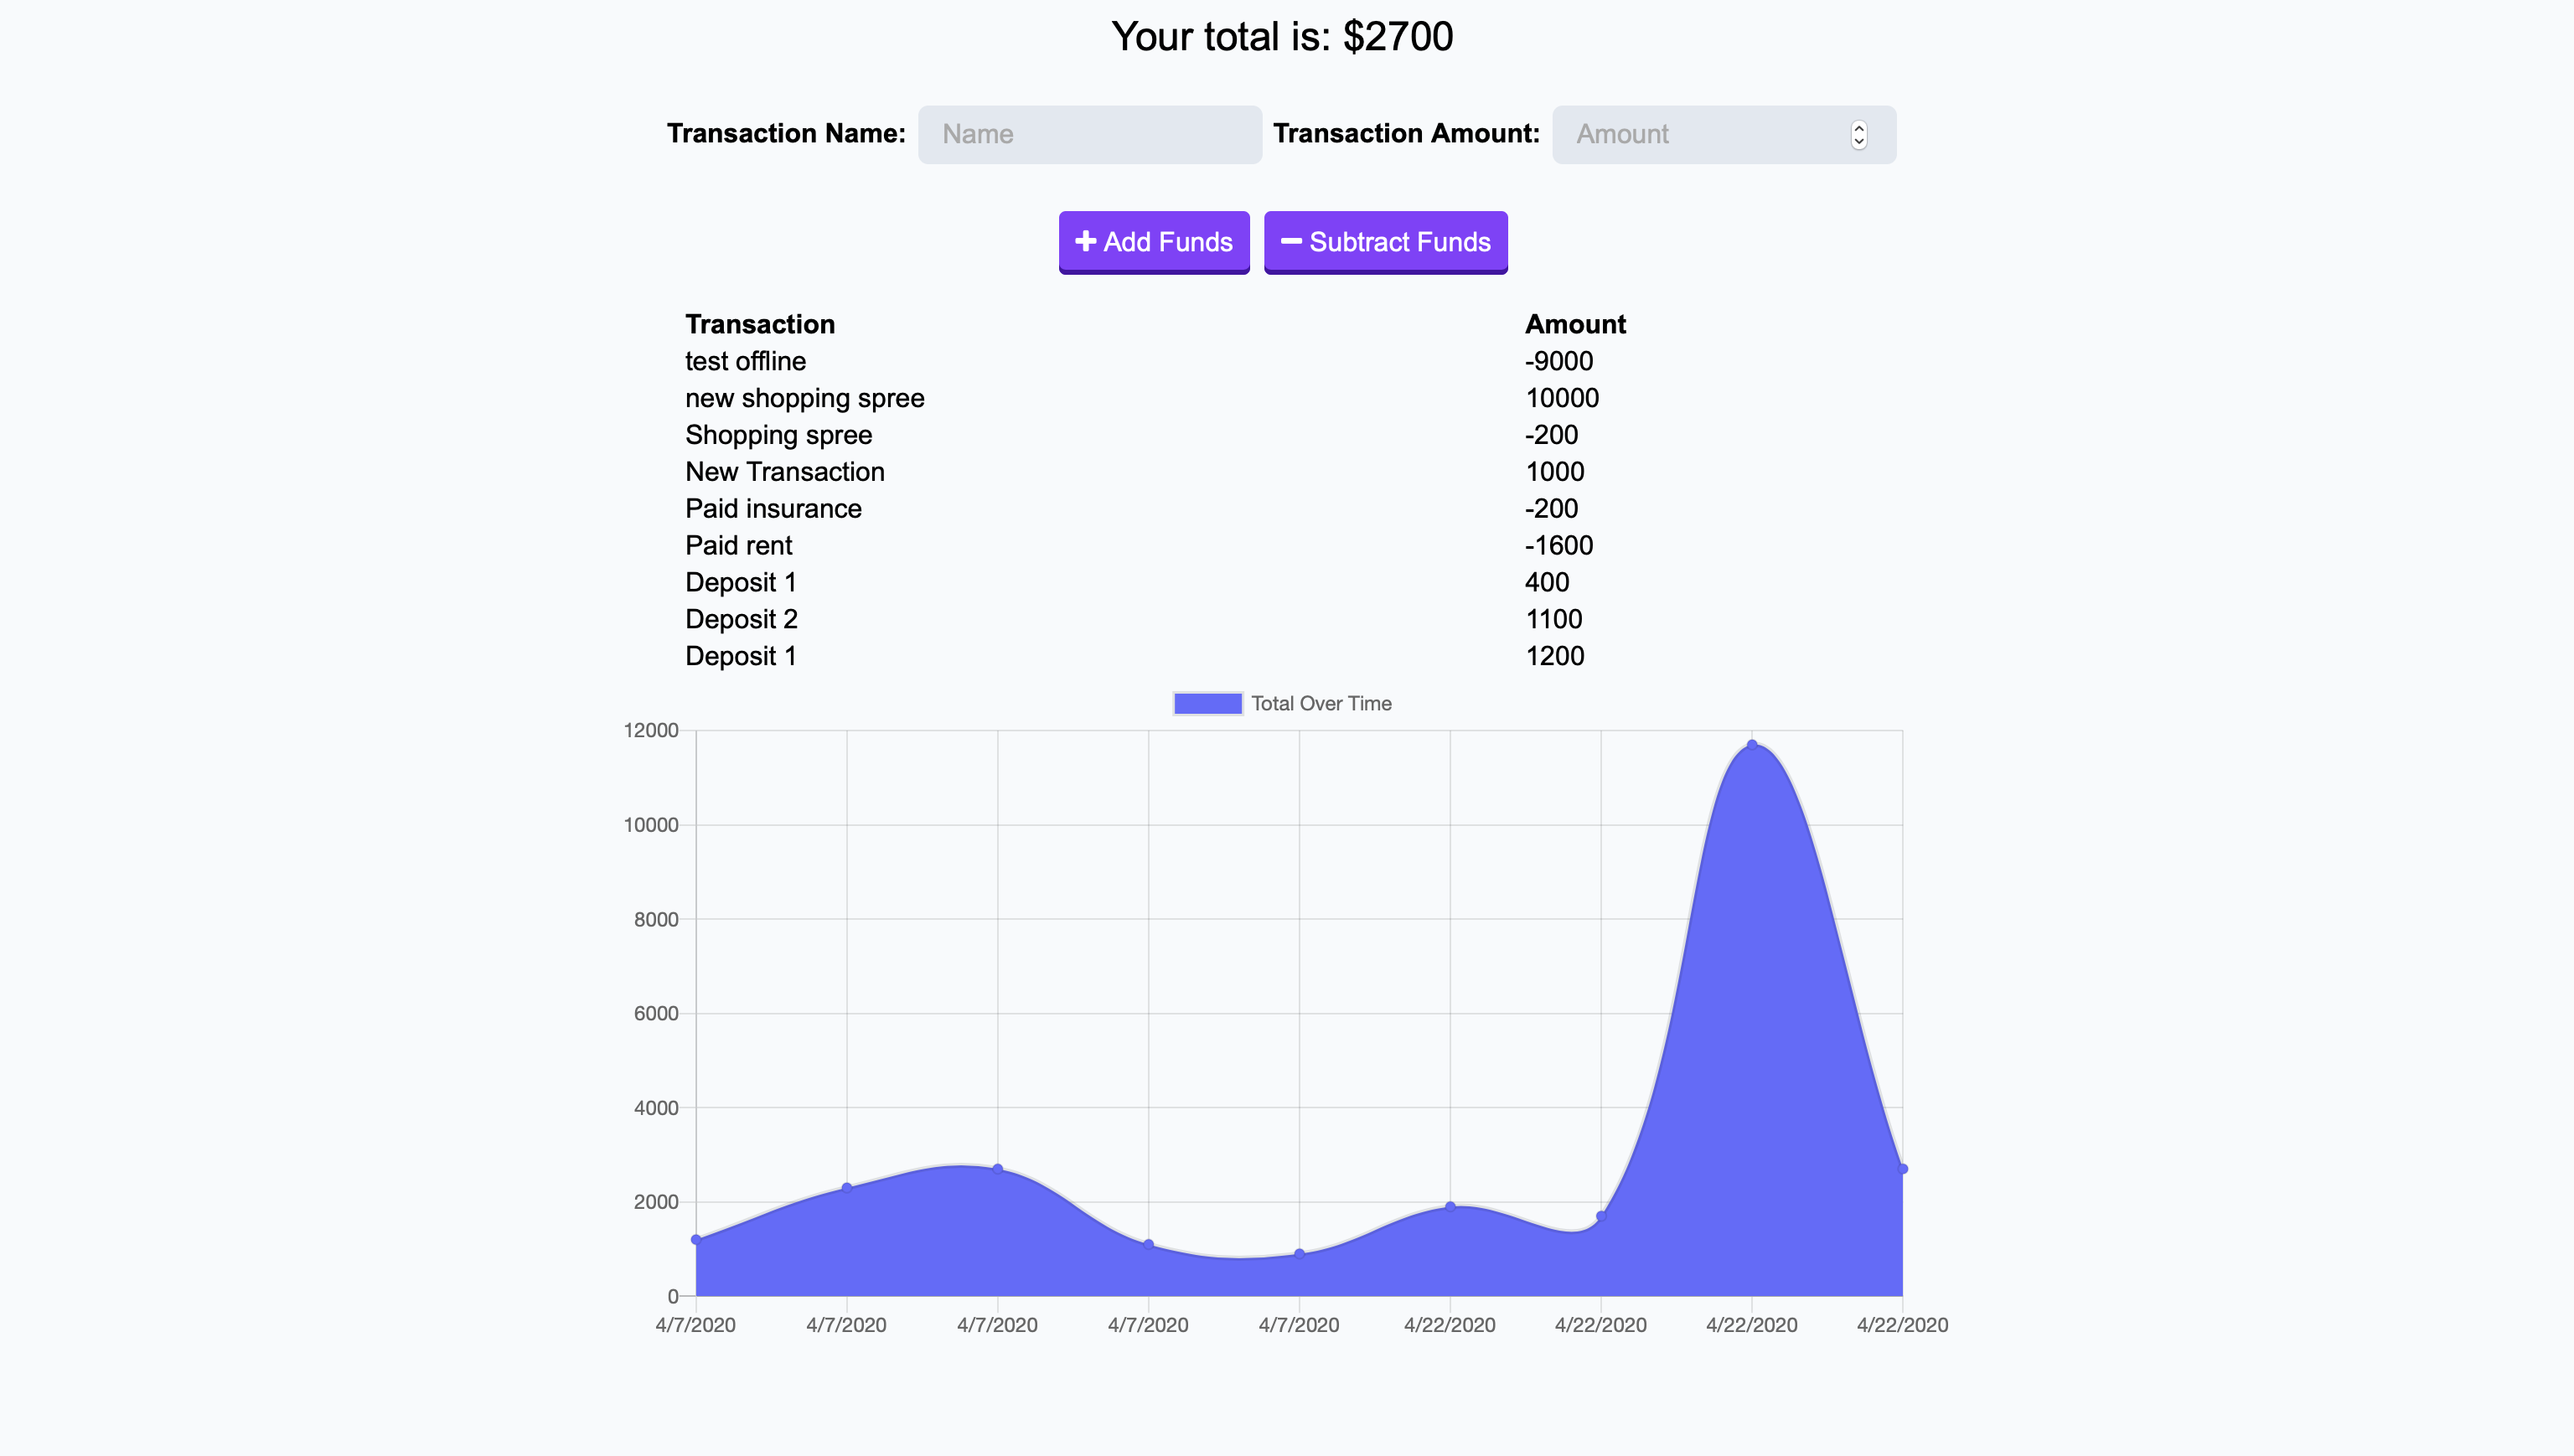 Your total is: $2700
Transaction Name: Name Transaction Amount: Amount
Add Funds Subtract Funds
Transaction Amount
test offline -9000
new shopping spree 10000
Shopping spree -200
New Transaction 1000
Paid insurance -200
Paid rent -1600
Deposit 1 400
Deposit 2 1100
Deposit 1 1200
Total Over Time
12000
10000
8000
6000
4000
2000
0
4/7/2020 4/7/2020 4/7/2020 4/7/2020 4/7/2020 4/22/2020 4/22/2020 4/22/2020 4/22/2020